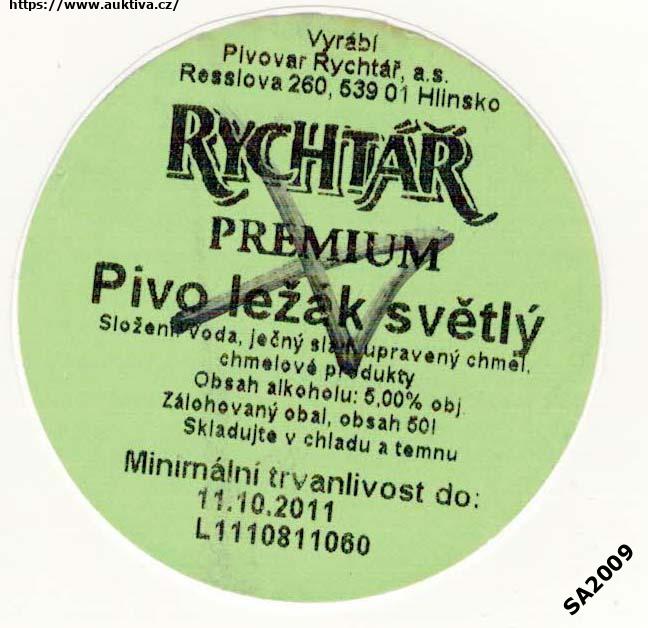 https://www.auktiva.cz/
Vyrábí
Pivovar Rychtář, a.s.
Resslova 260, 539 01 Hlinsko
RYCHTÁŘ
PREMIUM
Pivo ležák světlý
Složení voda, ječný slad upravený chmel,
chmelové produkty
Obsah alkoholu: 5,00% obj.
Zálohovaný obal, obsah 50l
Skladujte v chladu a temnu
Minimální trvanlivost do:
11.10.2011
L1110811060
SA2009